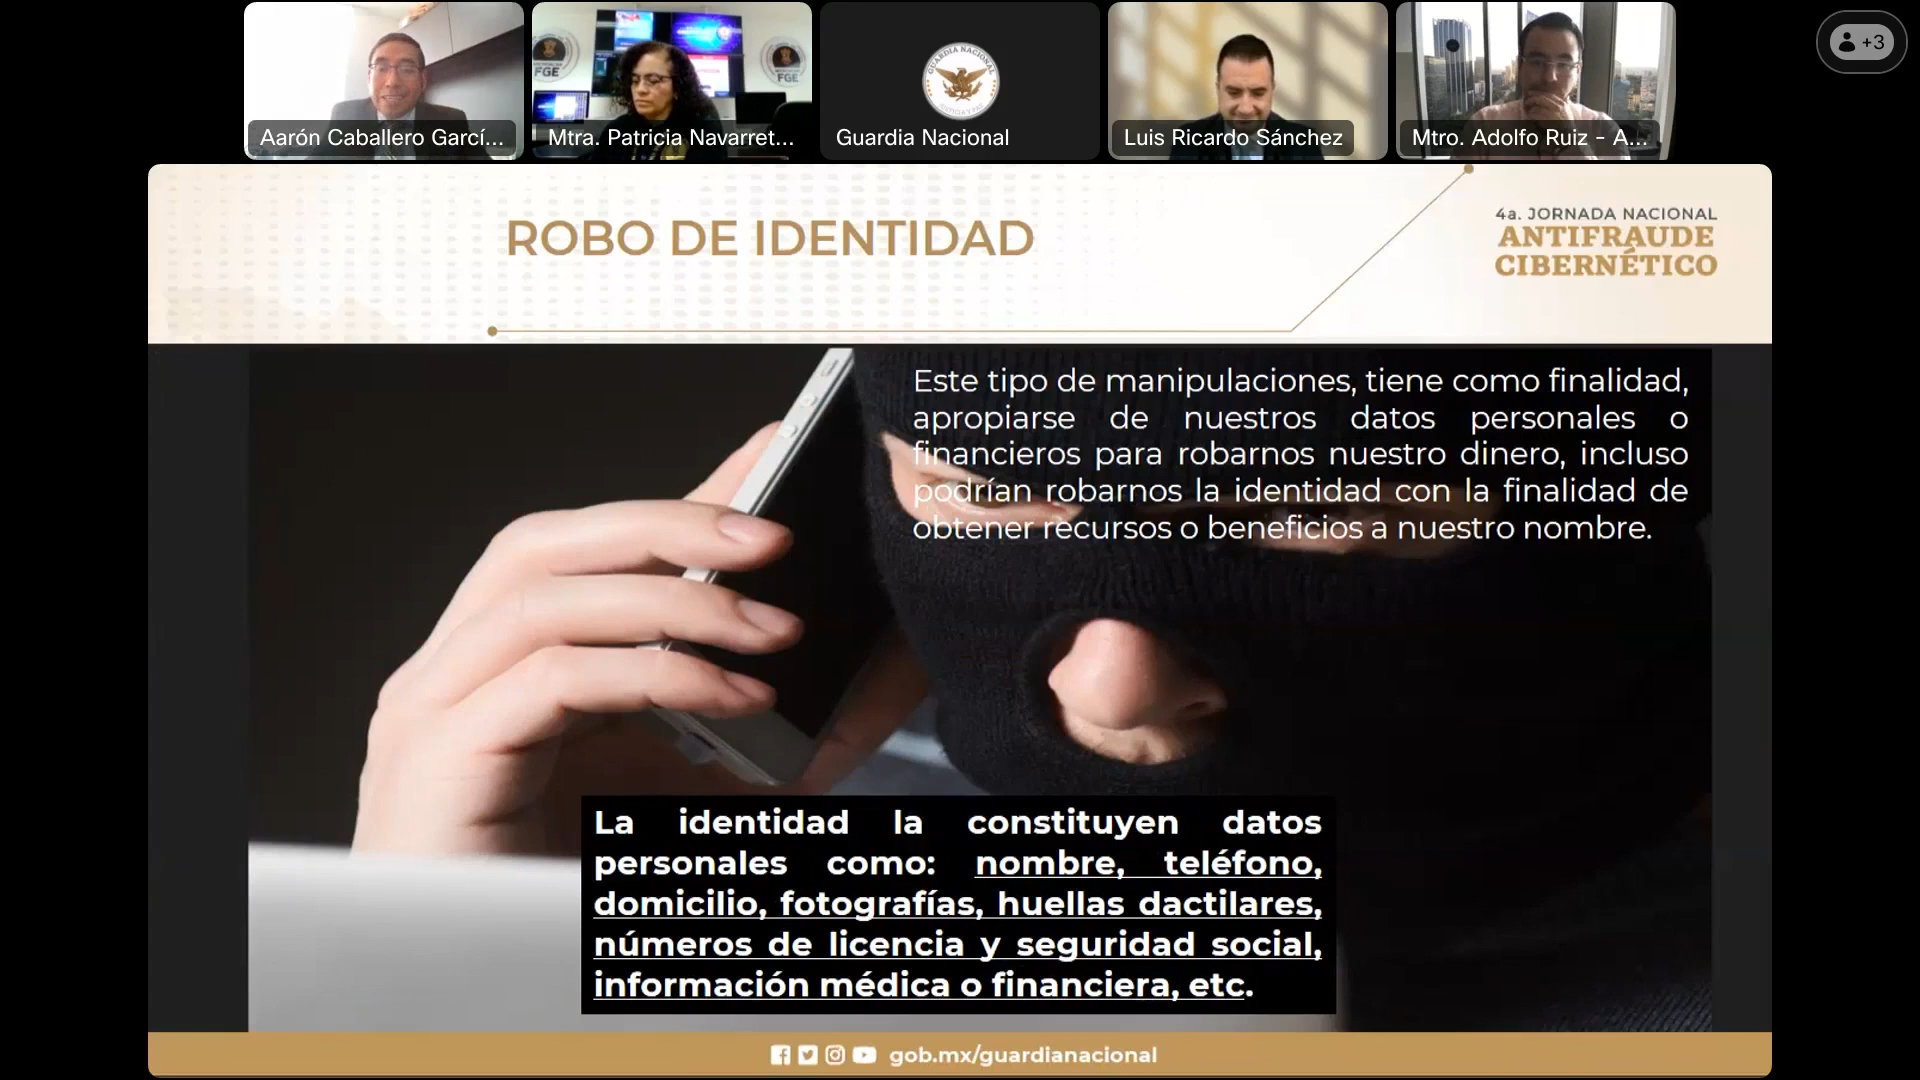 Aarón Caballero Garcí...
FGE
FGE
Mtra. Patricia Navarret...
GUARDIA NACIONAL
Guardia Nacional
Luis Ricardo Sánchez
Mtro. Adolfo Ruiz - A...
+3
ROBO DE IDENTIDAD
4a. JORNADA NACIONAL
ANTIFRAUDE
CIBERNÉTICO
Este tipo de manipulaciones, tiene como finalidad,
apropiarse de nuestros datos personales o
financieros para robarnos nuestro dinero, incluso
podrían robarnos la identidad con la finalidad de
obtener recursos o beneficios a nuestro nombre.
La identidad la constituyen datos
personales como: nombre, teléfono,
domicilio, fotografías, huellas dactilares,
números de licencia y seguridad social,
información médica o financiera, etc.
gob.mx/guardianacional